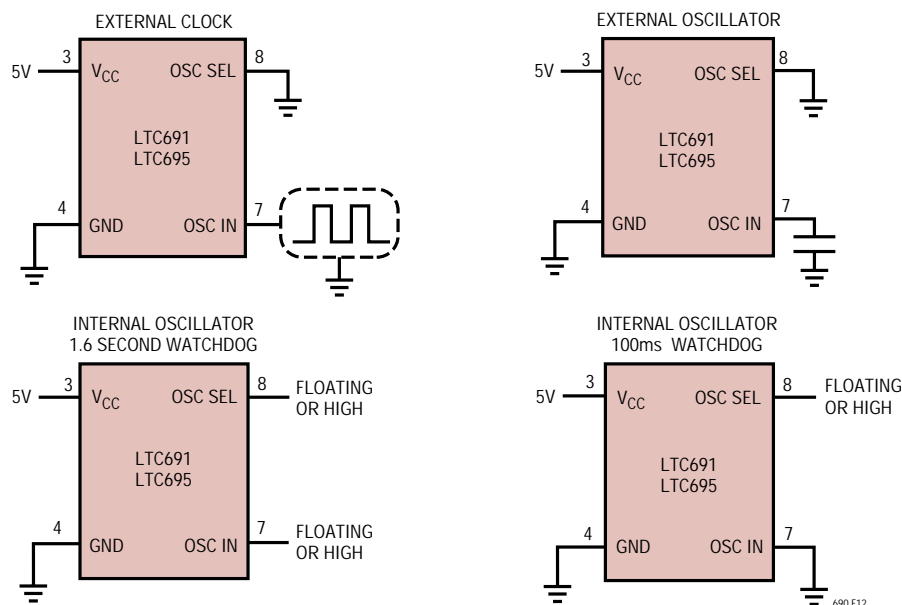 EXTERNAL CLOCK
5V
3
VCC
OSC SEL
8
LTC691
LTC695
4
GND
OSC IN
7
EXTERNAL OSCILLATOR
5V
3
VCC
OSC SEL
8
LTC691
LTC695
4
GND
OSC IN
7
INTERNAL OSCILLATOR
1.6 SECOND WATCHDOG
5V
3
VCC
OSC SEL
8
FLOATING
OR HIGH
LTC691
LTC695
4
GND
OSC IN
7
FLOATING
OR HIGH
INTERNAL OSCILLATOR
100ms WATCHDOG
5V
3
VCC
OSC SEL
8
FLOATING
OR HIGH
LTC691
LTC695
4
GND
OSC IN
7
690 F12